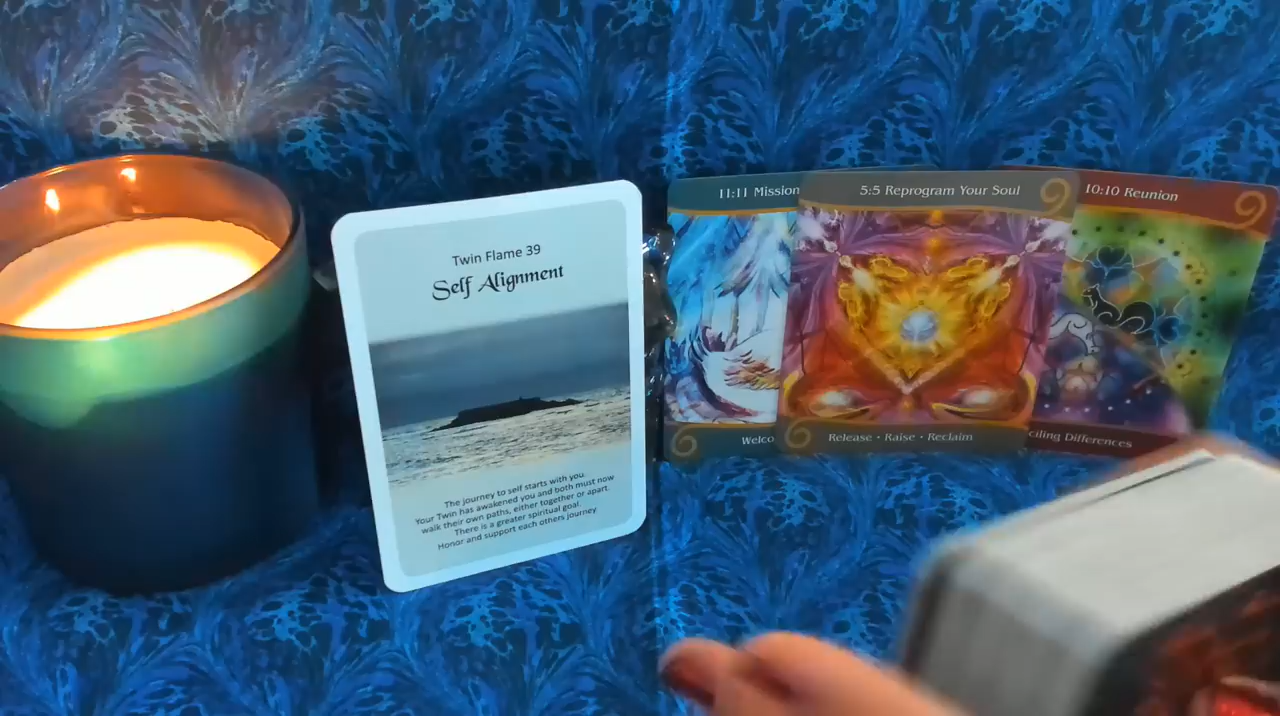 Twin Flame 39
Self Alignment
The journey to self starts with you.
Your Twin has awakened you and both must now
walk their own paths, either together or apart.
There is a greater spiritual goal.
Honor and support each others journey
11:11 Mission
5:5 Reprogram Your Soul
10:10 Reunion
Welco
Release · Raise · Reclaim
ciling Differences